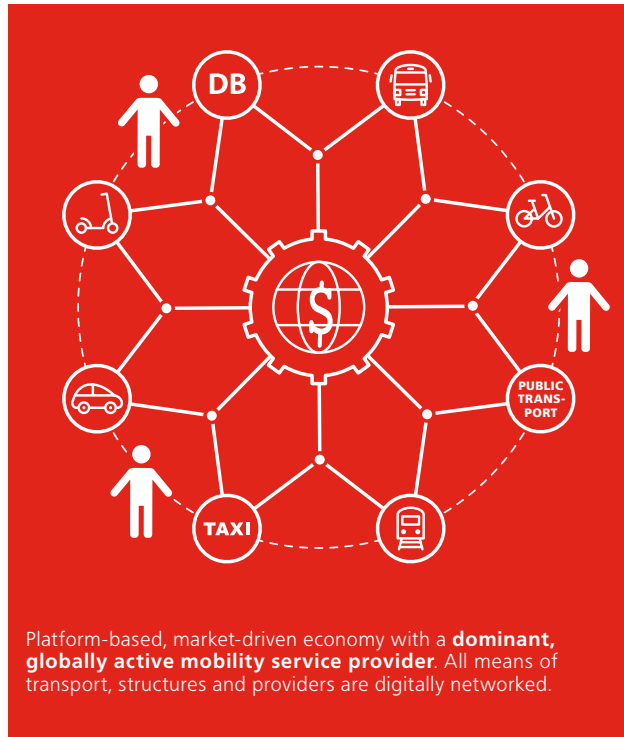 DB
$
PUBLIC
TRANS-
PORT
TAXI
Platform-based, market-driven economy with a dominant,
globally active mobility service provider. All means of
transport, structures and providers are digitally networked.